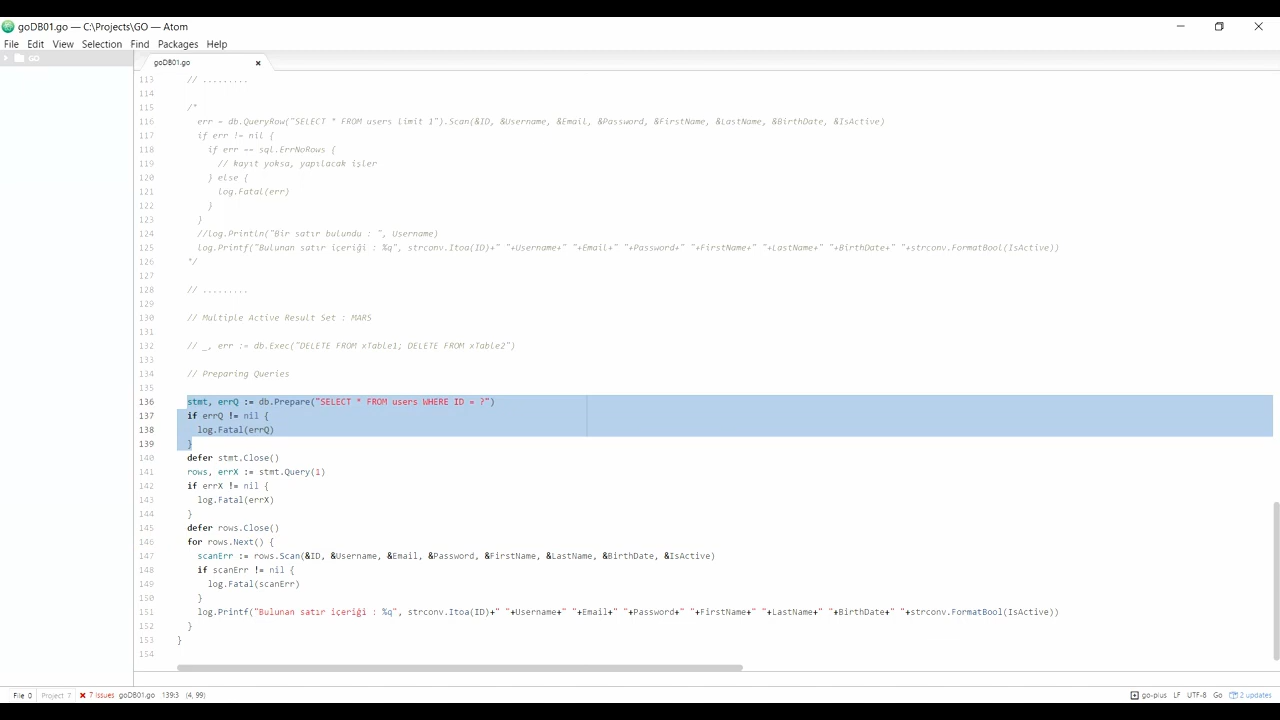 goDB01.go — C:\Projects\GO — Atom
File Edit View Selection Find Packages Help
GO
goDB01.go
113 // .........
114
115 /*
116 err = db.QueryRow("SELECT * FROM users limit 1").Scan(&ID, &Username, &Email, &Password, &FirstName, &LastName, &BirthDate, &IsActive)
117 if err != nil {
118 if err == sql.ErrNoRows {
119 // kayıt yoksa, yapılacak işler
120 } else {
121 log.Fatal(err)
122 }
123 }
124 //log.Println("Bir satır bulundu : ", Username)
125 log.Printf("Bulunan satır içeriği : %q", strconv.Itoa(ID)+" "+Username+" "+Email+" "+Password+" "+FirstName+" "+LastName+" "+BirthDate+" "+strconv.FormatBool(IsActive))
126 */
127
128 // .........
129
130 // Multiple Active Result Set : MARS
131
132 // _, err := db.Exec("DELETE FROM xTable1; DELETE FROM xTable2")
133
134 // Preparing Queries
135
136 stmt, errQ := db.Prepare("SELECT * FROM users WHERE ID = ?")
137 if errQ != nil {
138 log.Fatal(errQ)
139 }
140 defer stmt.Close()
141 rows, errX := stmt.Query(1)
142 if errX != nil {
143 log.Fatal(errX)
144 }
145 defer rows.Close()
146 for rows.Next() {
147 scanErr := rows.Scan(&ID, &Username, &Email, &Password, &FirstName, &LastName, &BirthDate, &IsActive)
148 if scanErr != nil {
149 log.Fatal(scanErr)
150 }
151 log.Printf("Bulunan satır içeriği : %q", strconv.Itoa(ID)+" "+Username+" "+Email+" "+Password+" "+FirstName+" "+LastName+" "+BirthDate+" "+strconv.FormatBool(IsActive))
152 }
153 }
154
File 0 Project 7 7 issues goDB01.go 139:3 (4, 99) go-plus LF UTF-8 Go 2 updates